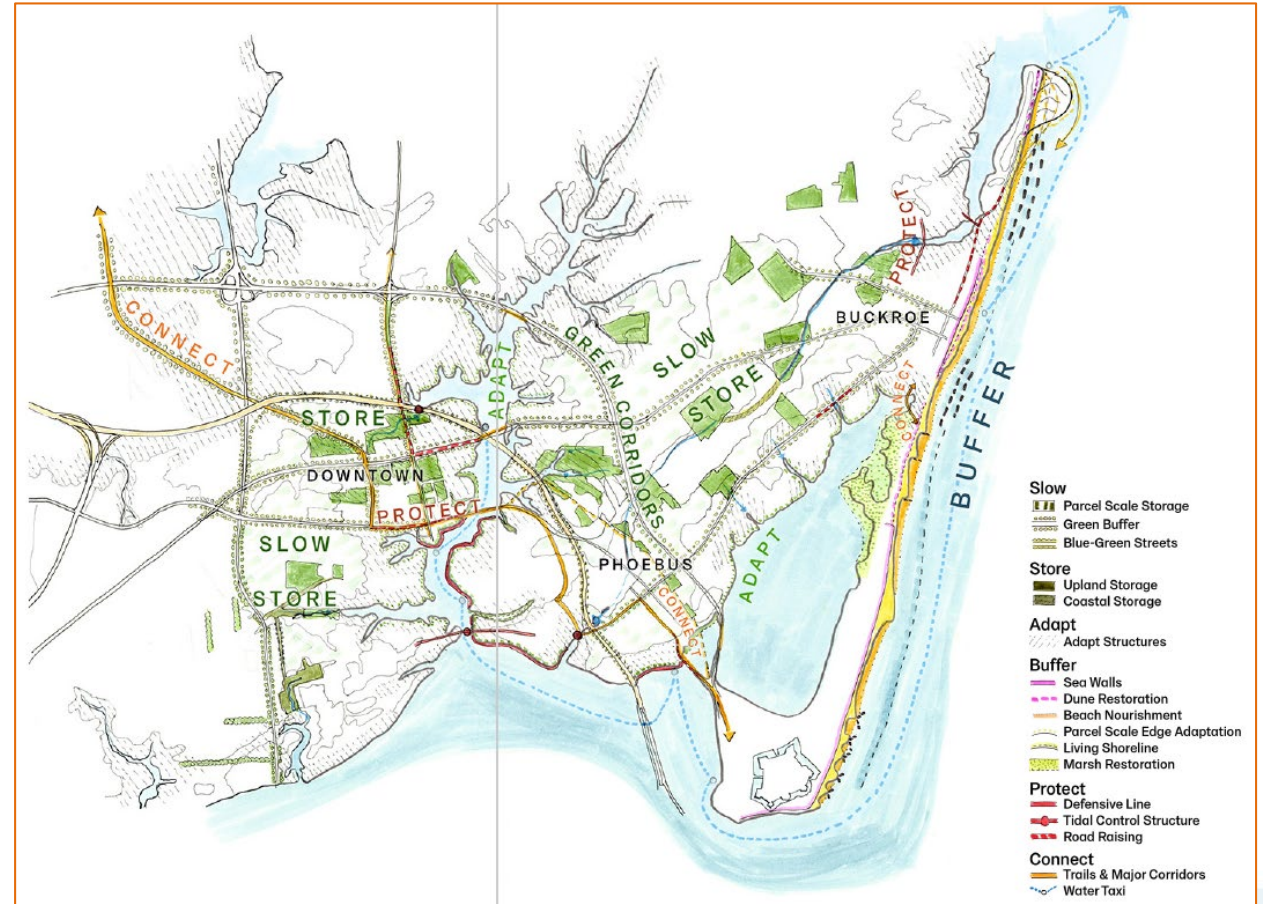 PROTECT
BUCKROE
CONNECT
GREEN CORRIDORS
SLOW
STORE
ADAPT
CONNECT
BUFFER
STORE
DOWNTOWN
PROTECT
SLOW
STORE
PHOEBUS
CONNECT
ADAPT
Slow
Parcel Scale Storage
Green Buffer
Blue-Green Streets
Store
Upland Storage
Coastal Storage
Adapt
Adapt Structures
Buffer
Sea Walls
Dune Restoration
Beach Nourishment
Parcel Scale Edge Adaptation
Living Shoreline
Marsh Restoration
Protect
Defensive Line
Tidal Control Structure
Road Raising
Connect
Trails & Major Corridors
Water Taxi